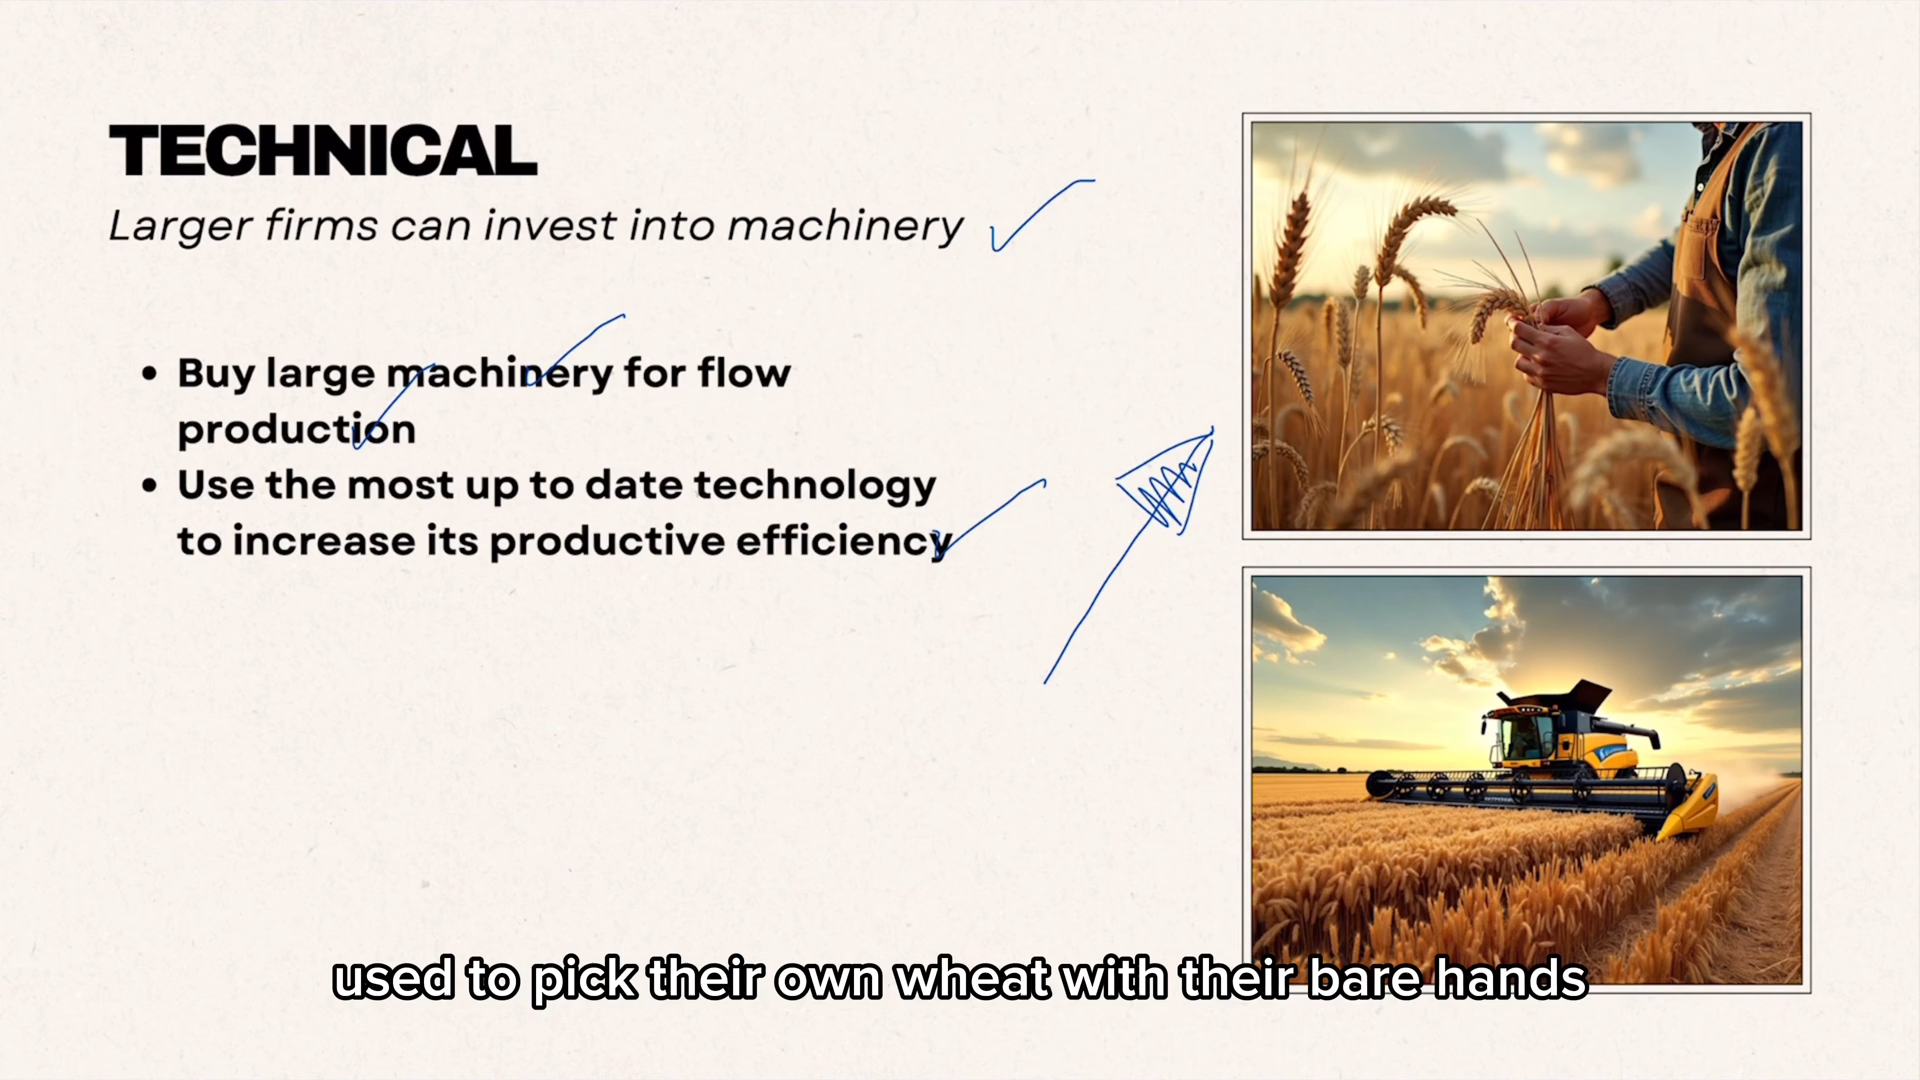 TECHNICAL
Larger firms can invest into machinery
• Buy large machinery for flow
production
• Use the most up to date technology
to increase its productive efficiency
used to pick their own wheat with their bare hands